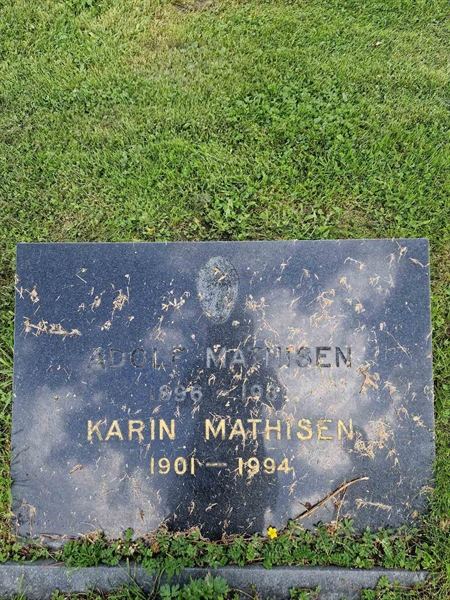 ADOLF MATHISEN
KARIN MATHISEN
1901 — 1994